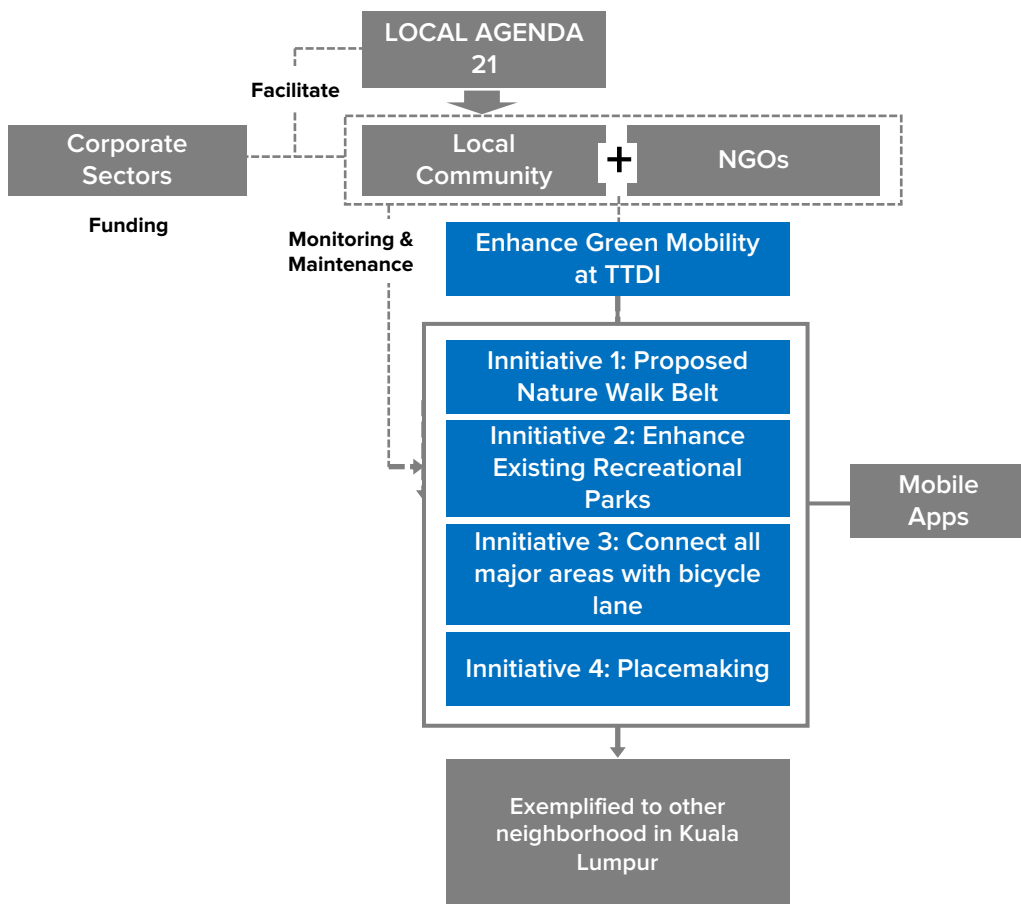 LOCAL AGENDA
21
Facilitate
Corporate
Sectors
Local
Community
+
NGOs
Funding
Monitoring &
Maintenance
Enhance Green Mobility
at TTDI
Innitiative 1: Proposed
Nature Walk Belt
Innitiative 2: Enhance
Existing Recreational
Parks
Innitiative 3: Connect all
major areas with bicycle
lane
Innitiative 4: Placemaking
Mobile
Apps
Exemplified to other
neighborhood in Kuala
Lumpur